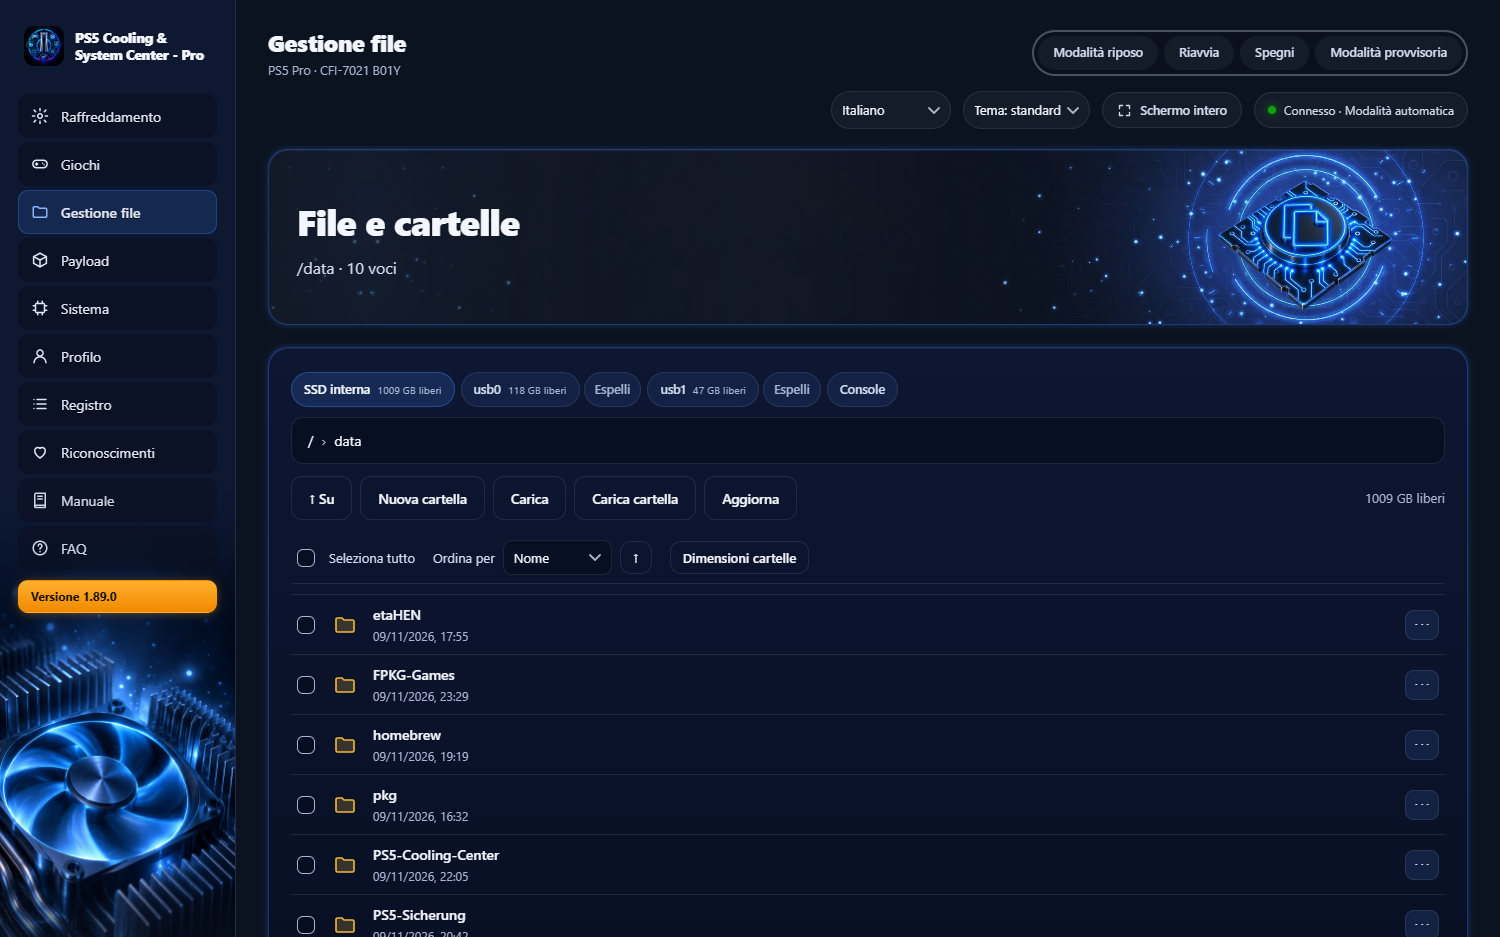 PS5 Cooling &
System Center - Pro
Raffreddamento
Giochi
Gestione file
Payload
Sistema
Profilo
Registro
Riconoscimenti
Manuale
FAQ
Versione 1.89.0
Gestione file
PS5 Pro · CFI-7021 B01Y
Modalità riposo
Riavvia
Spegni
Modalità provvisoria
Italiano
Tema: standard
Schermo intero
Connesso · Modalità automatica
File e cartelle
/data · 10 voci
SSD interna 1009 GB liberi
usb0 118 GB liberi
Espelli
usb1 47 GB liberi
Espelli
Console
/ › data
↑ Su
Nuova cartella
Carica
Carica cartella
Aggiorna
1009 GB liberi
Seleziona tutto
Ordina per
Nome
↑
Dimensioni cartelle
etaHEN
09/11/2026, 17:55
FPKG-Games
09/11/2026, 23:29
homebrew
09/11/2026, 19:19
pkg
09/11/2026, 16:32
PS5-Cooling-Center
09/11/2026, 22:05
PS5-Sicherung
09/11/2026, 20:42